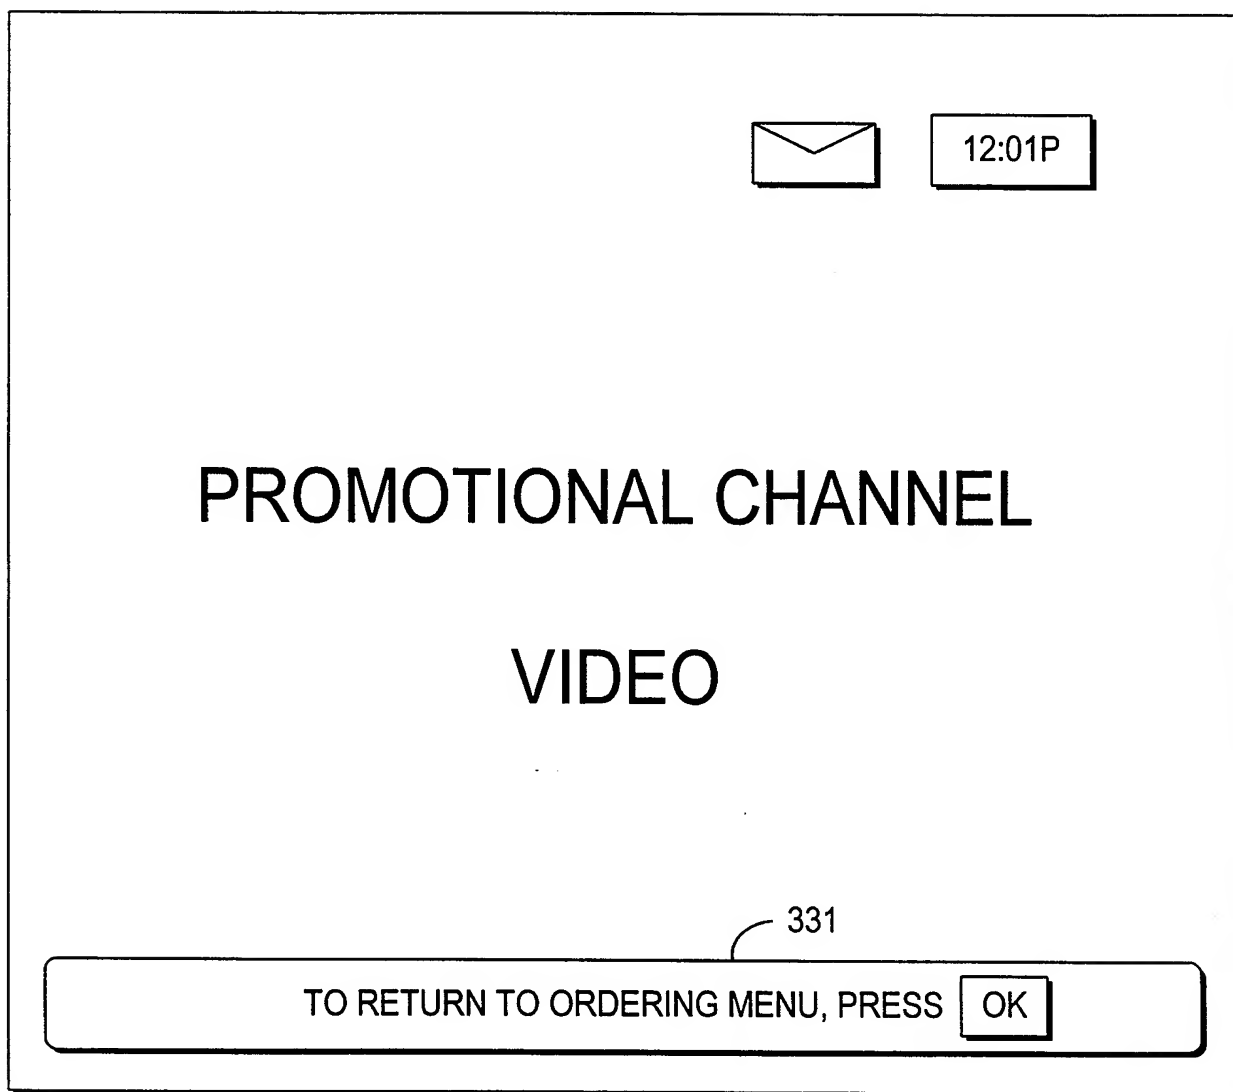 12:01P
PROMOTIONAL CHANNEL
VIDEO
331
TO RETURN TO ORDERING MENU, PRESS OK